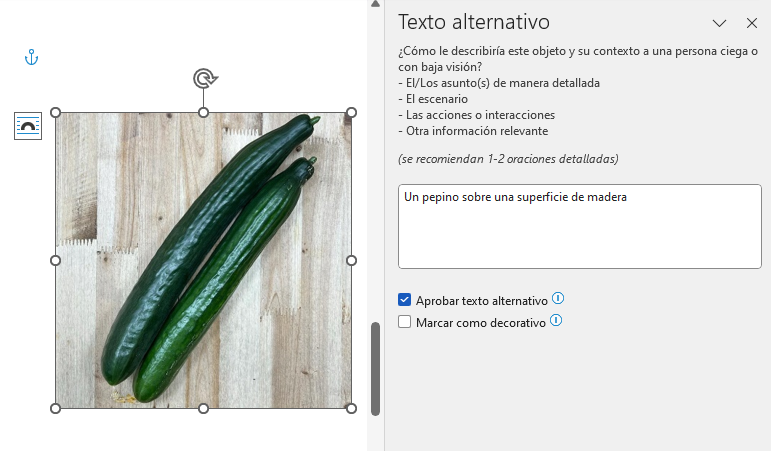 Texto alternativo
¿Cómo le describiría este objeto y su contexto a una persona ciega o
con baja visión?
- El/Los asunto(s) de manera detallada
- El escenario
- Las acciones o interacciones
- Otra información relevante
(se recomiendan 1-2 oraciones detalladas)
Un pepino sobre una superficie de madera
Aprobar texto alternativo
Marcar como decorativo